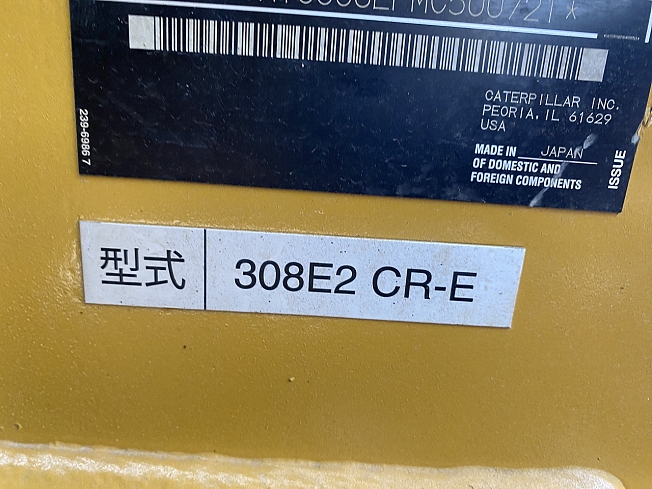 CATERPILLAR INC.
PEORIA, IL 61629
USA
MADE IN JAPAN
OF DOMESTIC AND
FOREIGN COMPONENTS
ISSUE
239-6986 7
型式 308E2 CR-E